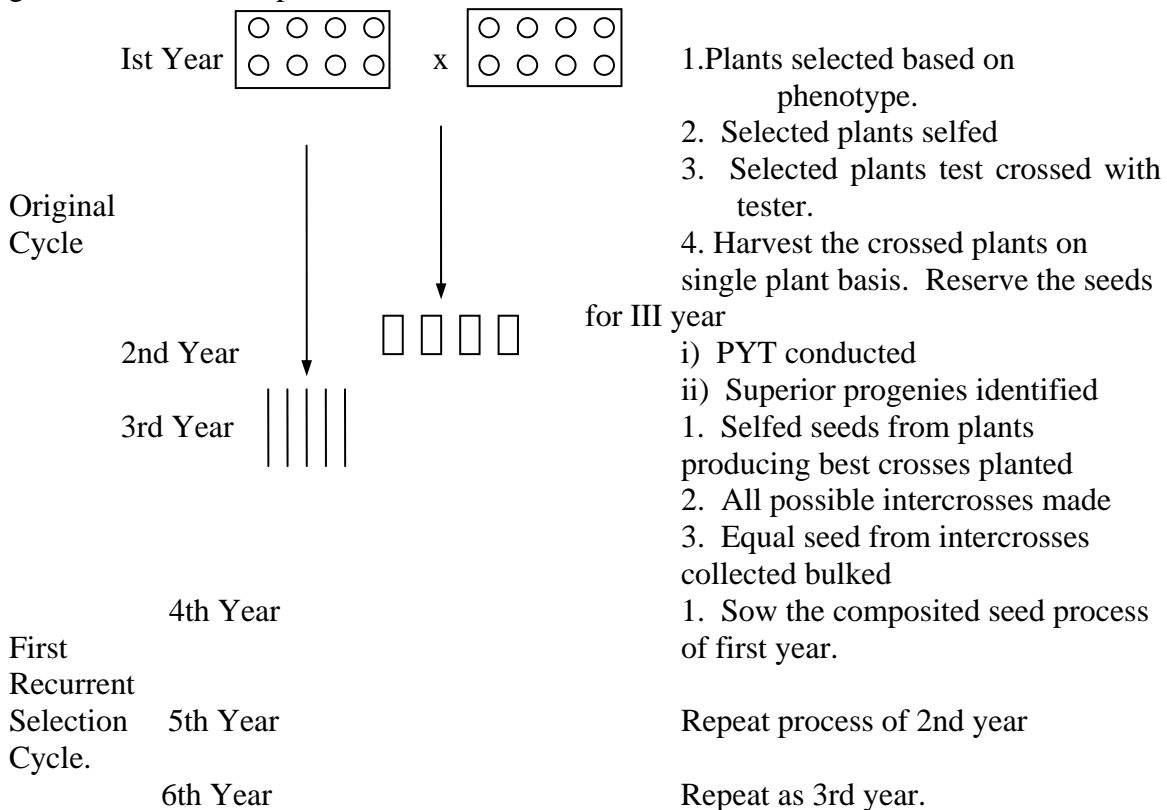 Ist Year x 1.Plants selected based on
phenotype.
2. Selected plants selfed
3. Selected plants test crossed with
Original tester.
Cycle 4. Harvest the crossed plants on
single plant basis. Reserve the seeds
for III year
2nd Year i) PYT conducted
ii) Superior progenies identified
3rd Year 1. Selfed seeds from plants
producing best crosses planted
2. All possible intercrosses made
3. Equal seed from intercrosses
collected bulked
4th Year 1. Sow the composited seed process
First of first year.
Recurrent
Selection 5th Year Repeat process of 2nd year
Cycle.
6th Year Repeat as 3rd year.